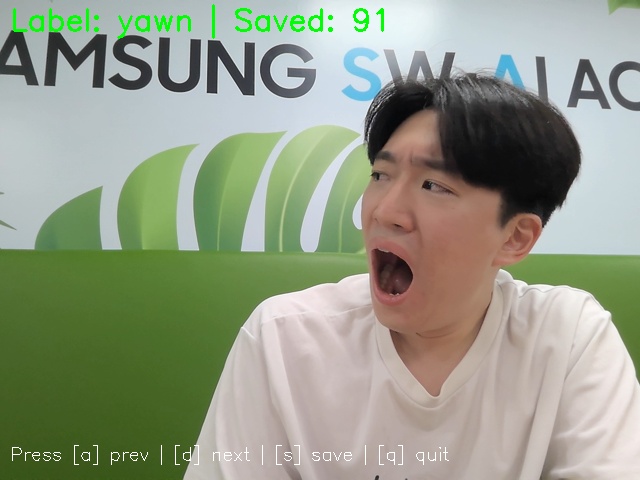 Label: yawn | Saved: 91
AMSUNG SW AI AC
Press [a] prev | [d] next | [s] save | [q] quit